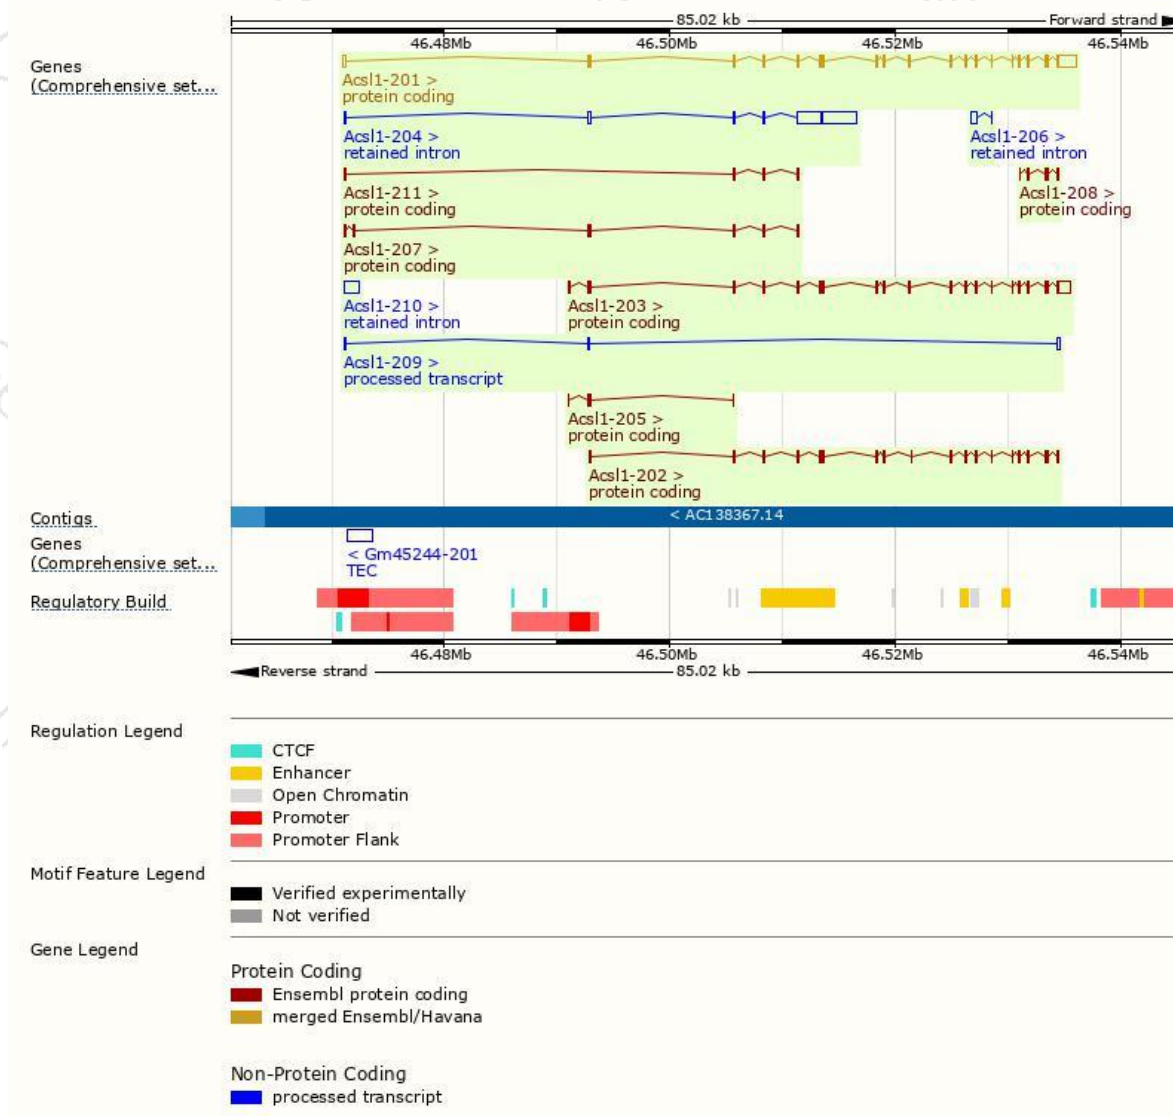 85.02 kb Forward strand
46.48Mb 46.50Mb 46.52Mb 46.54Mb
Genes
(Comprehensive set...
Acsl1-201 >
protein coding
Acsl1-204 > Acsl1-206 >
retained intron retained intron
Acsl1-211 > Acsl1-208 >
protein coding protein coding
Acsl1-207 >
protein coding
Acsl1-210 > Acsl1-203 >
retained intron protein coding
Acsl1-209 >
processed transcript
Acsl1-205 >
protein coding
Acsl1-202 >
protein coding
Contigs < AC138367.14
Genes
(Comprehensive set...
< Gm45244-201
TEC
Regulatory Build
46.48Mb 46.50Mb 46.52Mb 46.54Mb
Reverse strand 85.02 kb
Regulation Legend
CTCF
Enhancer
Open Chromatin
Promoter
Promoter Flank
Motif Feature Legend
Verified experimentally
Not verified
Gene Legend
Protein Coding
Ensembl protein coding
merged Ensembl/Havana
Non-Protein Coding
processed transcript